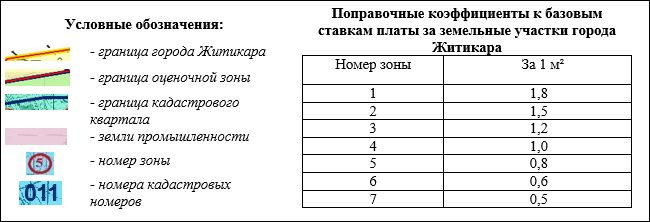 Условные обозначения:
- граница города Житикара
- граница оценочной зоны
- граница кадастрового
квартала
- земли промышленности
5
- номер зоны
011
- номера кадастровых
номеров
Поправочные коэффициенты к базовым
ставкам платы за земельные участки города
Житикара
Номер зоны За 1 м²
1 1,8
2 1,5
3 1,2
4 1,0
5 0,8
6 0,6
7 0,5